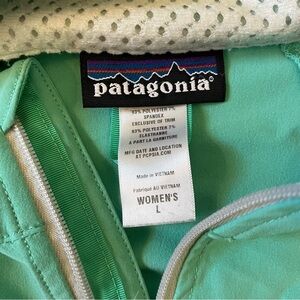 patagonia
93% POLYESTER 7%
SPANDEX
EXCLUSIVE OF TRIM
93% POLYESTER 7%
ELASTHANNE
A PART LA GARNITURE
MFG DATE AND LOCATION
AT PCPSIA.COM
Made in VIETNAM
Fabriqué AU VIETNAM
WOMEN'S
L